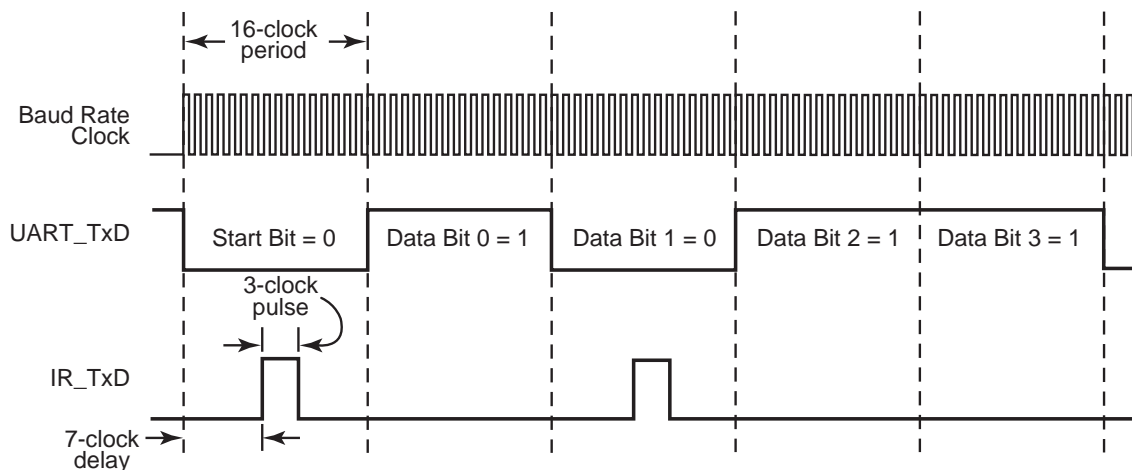 16-clock
period
Baud Rate
Clock
UART_TxD
Start Bit = 0
Data Bit 0 = 1
Data Bit 1 = 0
Data Bit 2 = 1
Data Bit 3 = 1
3-clock
pulse
IR_TxD
7-clock
delay